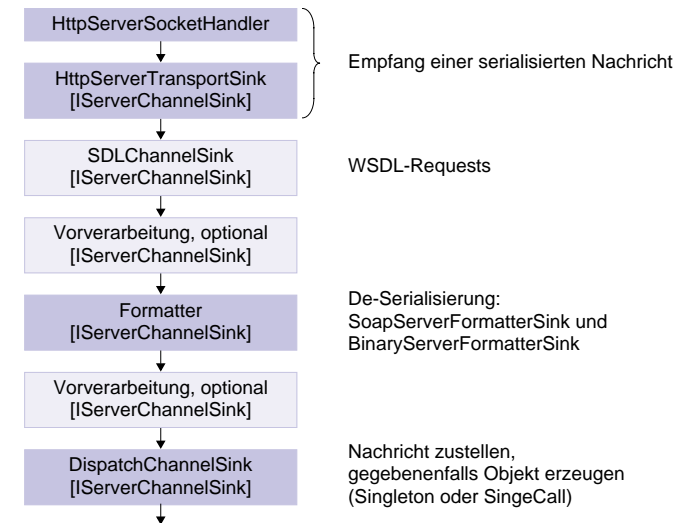 HttpServerSocketHandler
HttpServerTransportSink
[IServerChannelSink]
Empfang einer serialisierten Nachricht
SDLChannelSink
[IServerChannelSink]
WSDL-Requests
Vorverarbeitung, optional
[IServerChannelSink]
Formatter
[IServerChannelSink]
De-Serialisierung:
SoapServerFormatterSink und
BinaryServerFormatterSink
Vorverarbeitung, optional
[IServerChannelSink]
DispatchChannelSink
[IServerChannelSink]
Nachricht zustellen,
gegebenenfalls Objekt erzeugen
(Singleton oder SingeCall)